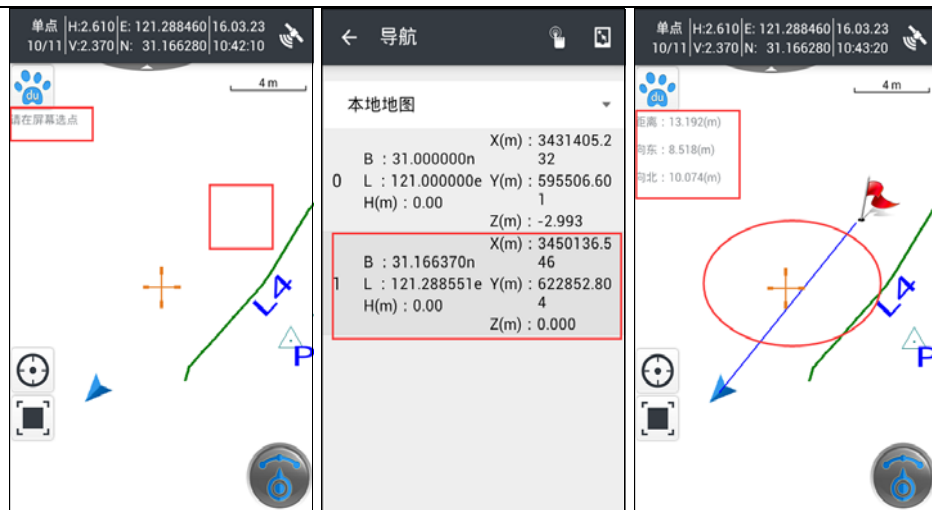 单点 H:2.610 E: 121.288460 16.03.23
10/11 V:2.370 N: 31.166280 10:42:10
4 m
du
请在屏幕选点
L4
P
导航
本地地图
0
B : 31.000000n
L : 121.000000e
H(m) : 0.00
X(m) : 3431405.2
32
Y(m) : 595506.60
1
Z(m) : -2.993
1
B : 31.166370n
L : 121.288551e
H(m) : 0.00
X(m) : 3450136.5
46
Y(m) : 622852.80
4
Z(m) : 0.000
单点 H:2.610 E: 121.288460 16.03.23
10/11 V:2.370 N: 31.166280 10:43:20
4 m
du
距离 : 13.192(m)
向东 : 8.518(m)
向北 : 10.074(m)
L4
P